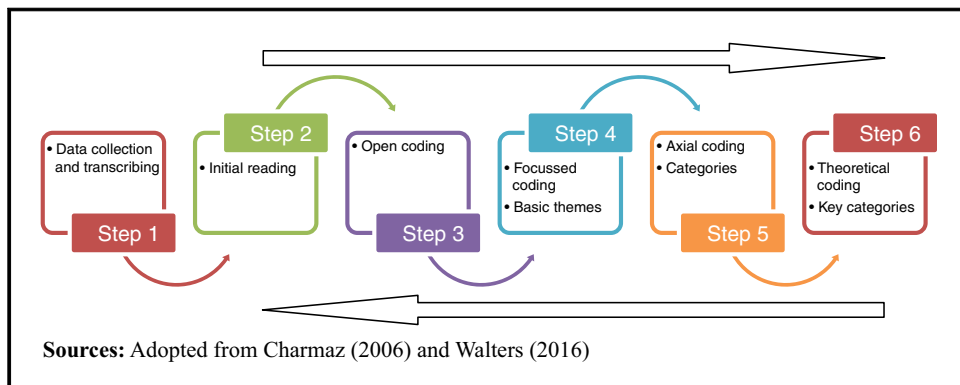 • Data collection
and transcribing
Step 1
Step 2
• Initial reading
• Open coding
Step 3
Step 4
• Focussed
coding
• Basic themes
• Axial coding
• Categories
Step 5
Step 6
• Theoretical
coding
• Key categories
Sources: Adopted from Charmaz (2006) and Walters (2016)